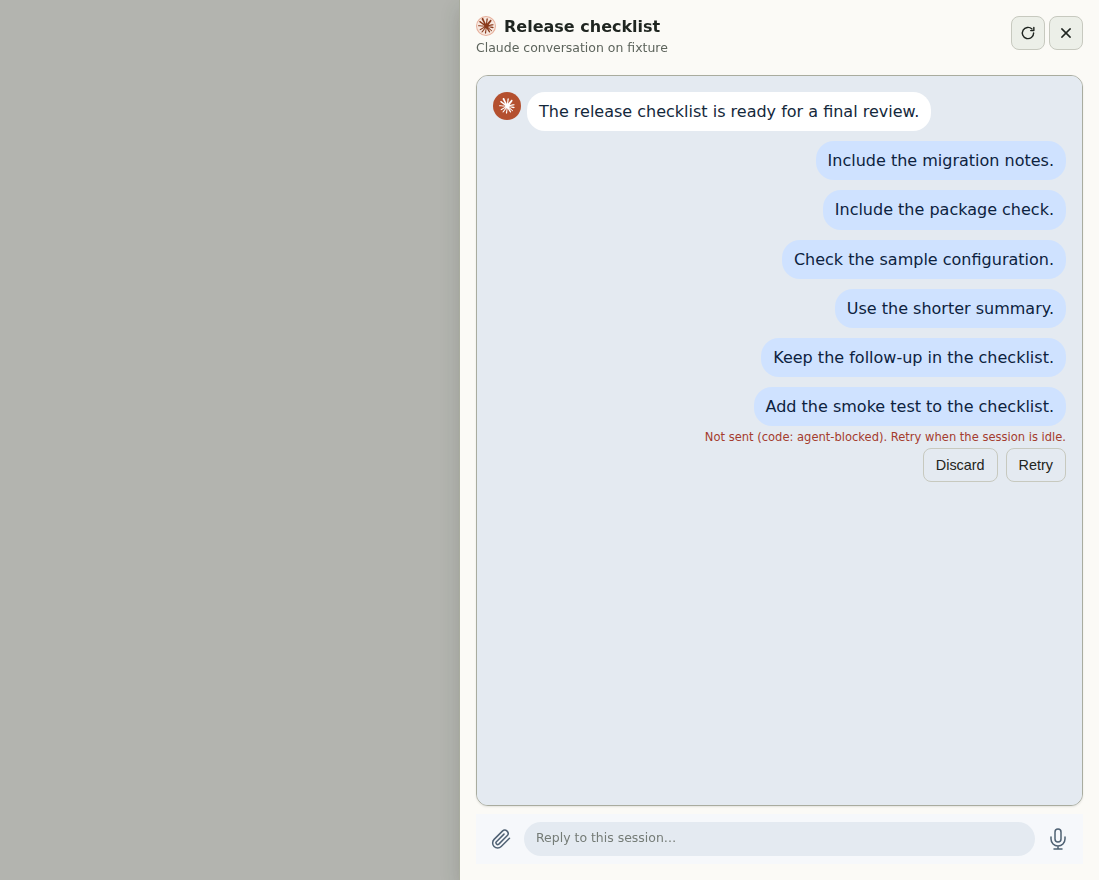 Release checklist
Claude conversation on fixture
The release checklist is ready for a final review.
Include the migration notes.
Include the package check.
Check the sample configuration.
Use the shorter summary.
Keep the follow-up in the checklist.
Add the smoke test to the checklist.
Not sent (code: agent-blocked). Retry when the session is idle.
Discard Retry
Reply to this session...